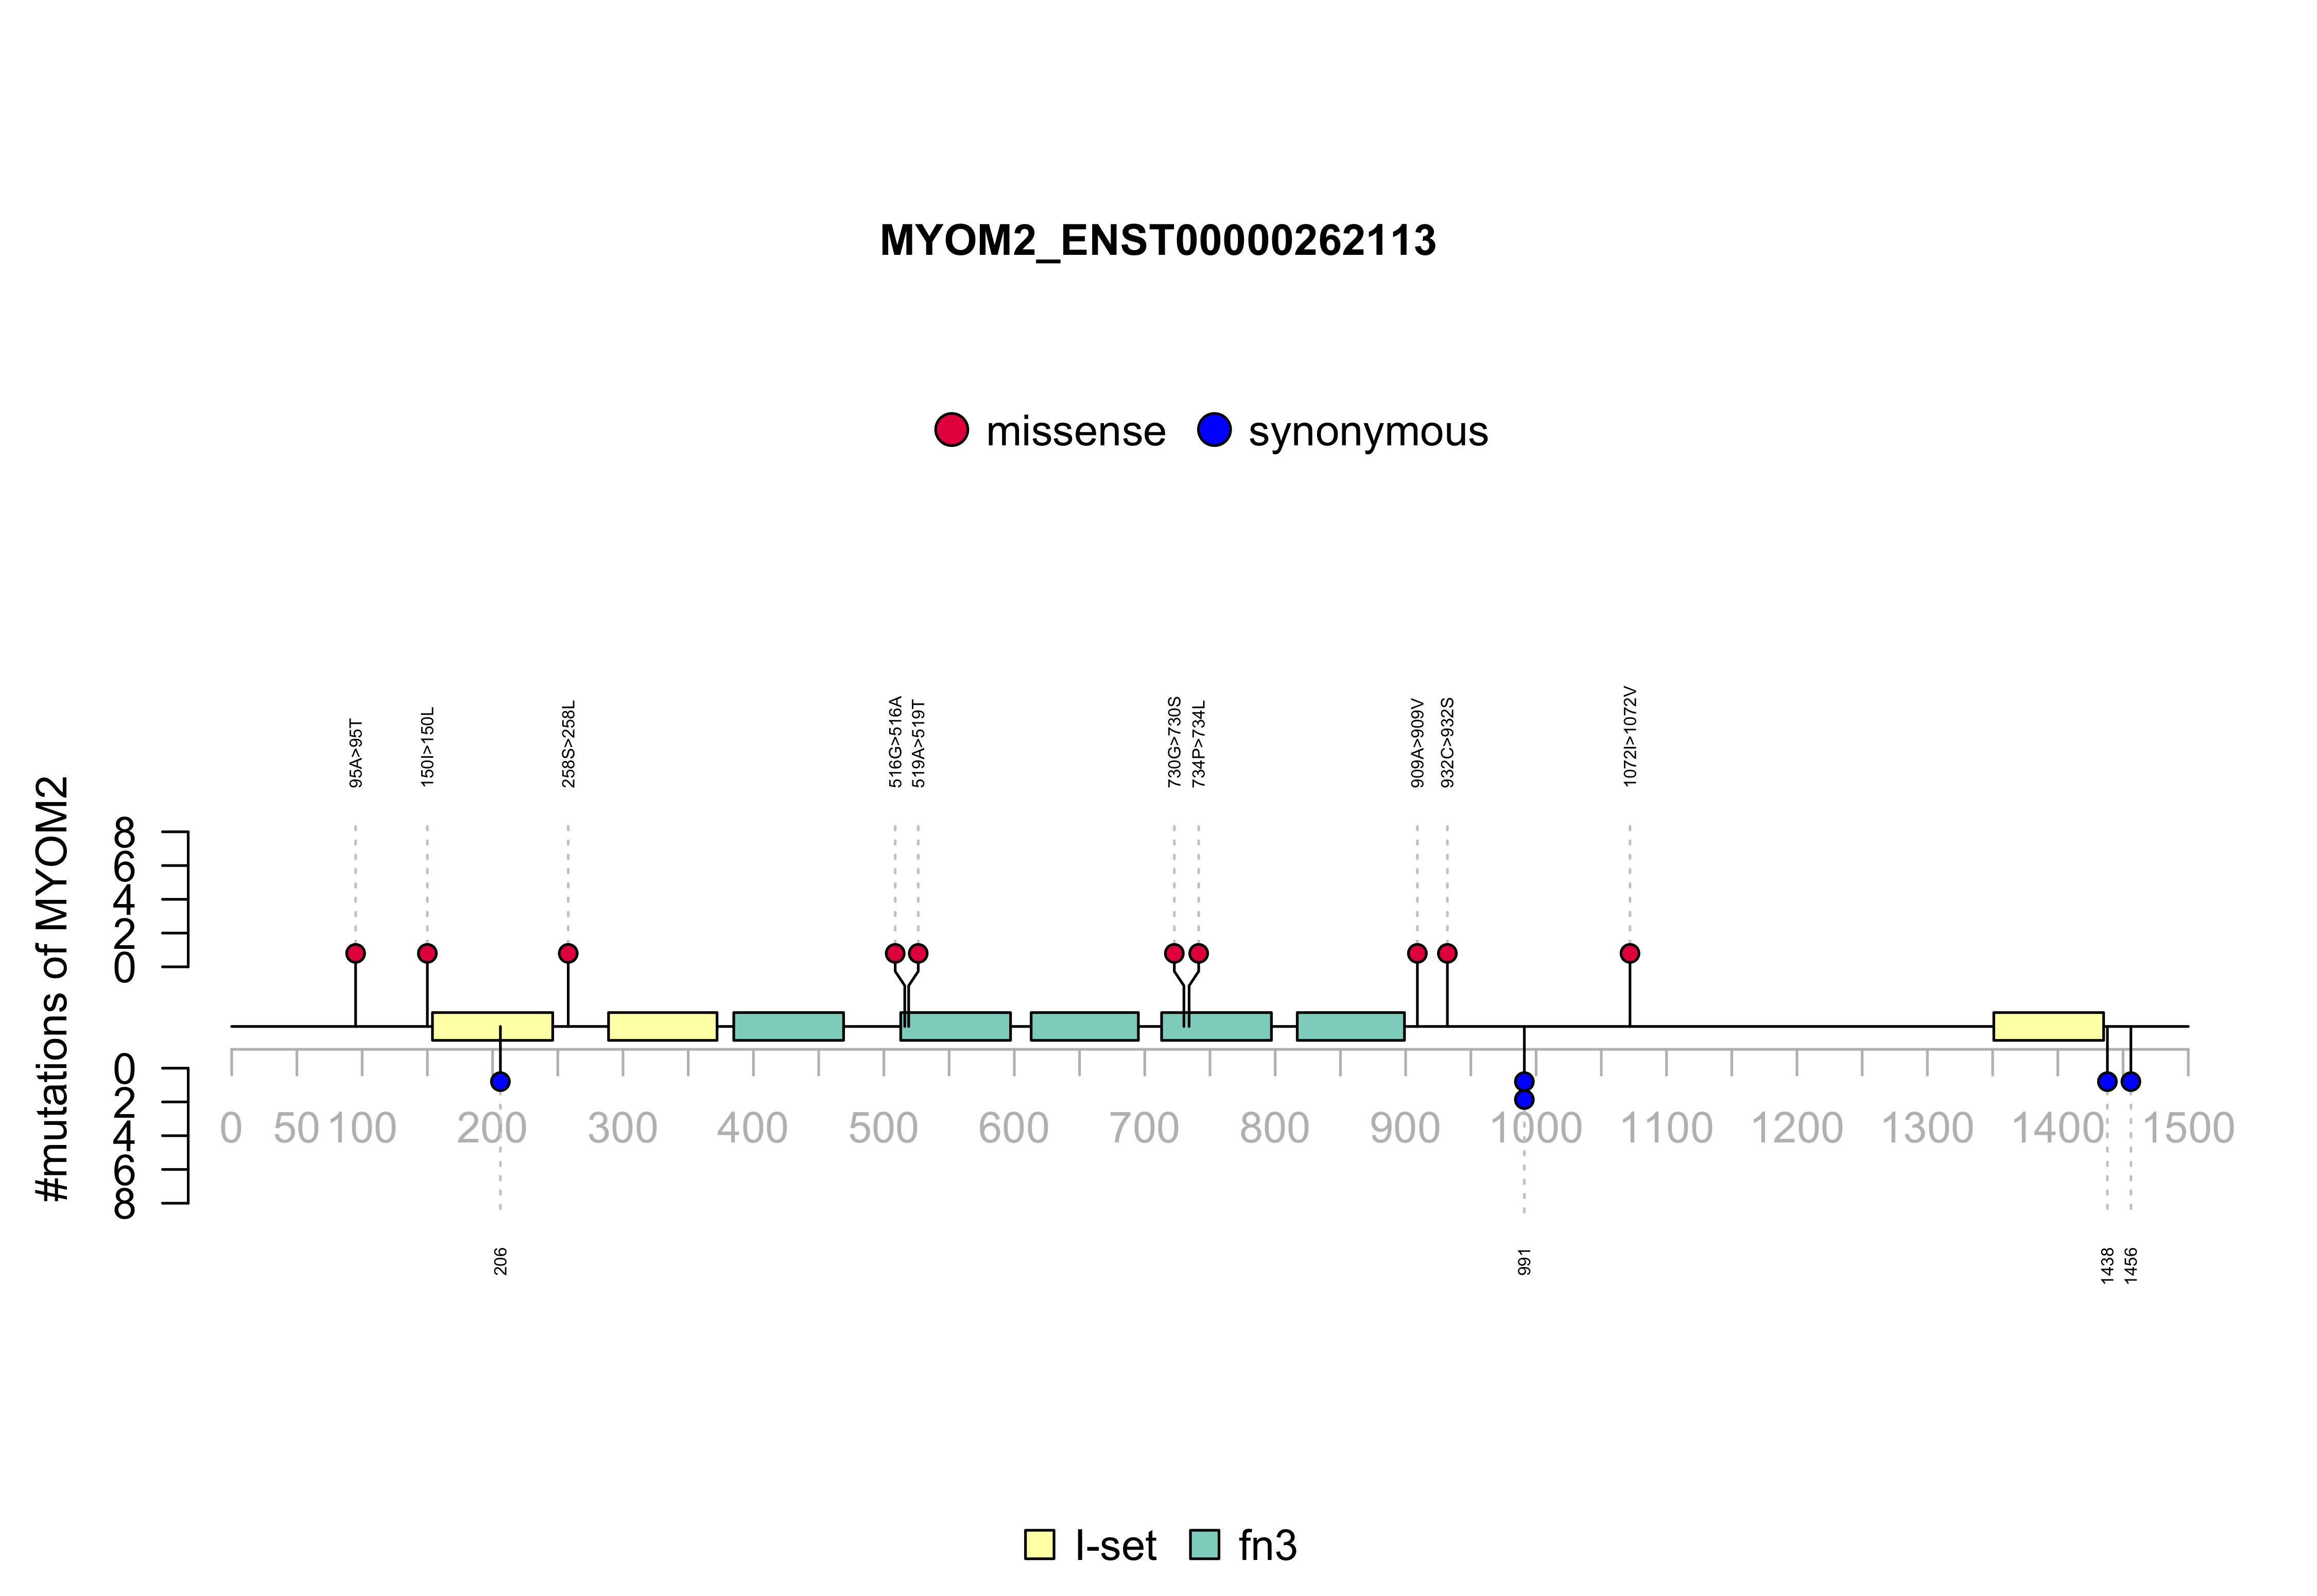 MYOM2_ENST00000262113
missense synonymous
95A>95T
150I>150L
258S>258L
516G>516A
519A>519T
730G>730S
734P>734L
909A>909V
932C>932S
1072I>1072V
#mutations of MYOM2
8
6
4
2
0
0
2
4
6
8
0 50 100 200 300 400 500 600 700 800 900 1000 1100 1200 1300 1400 1500
206
991
1438
1456
I-set fn3